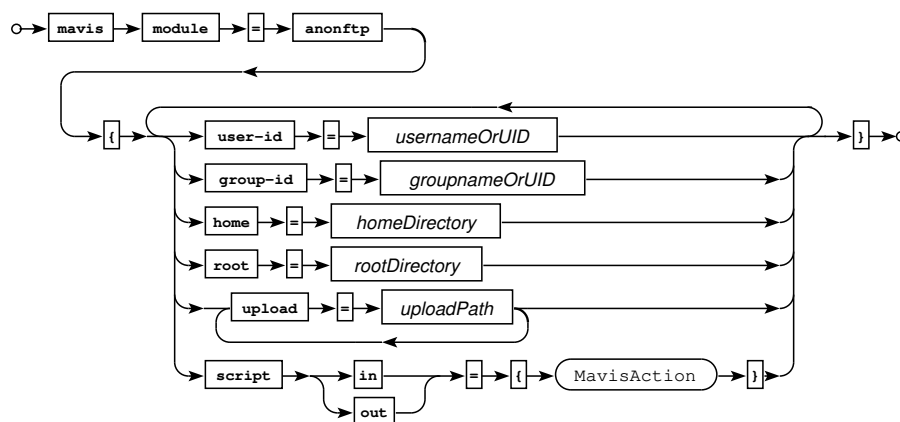 mavis module = anonftp
{ user-id = usernameOrUID }
group-id = groupnameOrUID
home = homeDirectory
root = rootDirectory
upload = uploadPath
script in = { MavisAction }
out